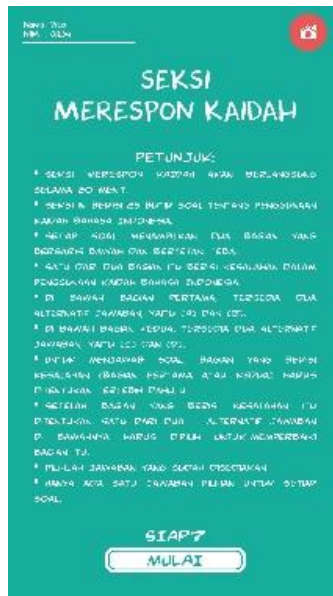 SEKSI
MERESPON KAIDAH
PETUNJUK:
* SEKSI MERESPON KAIDAH AKAN BERLANGSUNG
SELAMA 20 MENIT.
* SEKSI INI BERISI 25 BUTIR SOAL TENTANG PENGGUNAAN
KAIDAH BAHASA INDONESIA.
* SETIAP SOAL MENAMPILKAN DUA BAGIAN YANG
BERGARIS BAWAH DAN BERCETAK TEBAL.
* SATU DARI DUA BAGIAN ITU BERISI KESALAHAN DALAM
PENGGUNAAN KAIDAH BAHASA INDONESIA.
* DI BAWAH BAGIAN PERTAMA, TERSEDIA DUA
ALTERNATIF JAWABAN, YAITU (A) DAN (B).
* DI BAWAH BAGIAN KEDUA, TERSEDIA DUA ALTERNATIF
JAWABAN, YAITU (C) DAN (D).
* UNTUK MENJAWAB SOAL, BAGIAN YANG BERISI
KESALAHAN (BAGIAN PERTAMA ATAU KEDUA) HARUS
DITENTUKAN TERLEBIH DAHULU.
* SETELAH BAGIAN YANG BERISI KESALAHAN ITU
DITENTUKAN, SATU DARI DUA ALTERNATIF JAWABAN
DI BAWAHNYA HARUS DIPILIH UNTUK MEMPERBAIKI
BAGIAN ITU.
* PILIHLAH JAWABAN YANG SUDAH DISEDIAKAN
* HANYA ADA SATU JAWABAN PILIHAN UNTUK SETIAP
SOAL.
SIAP?
MULAI